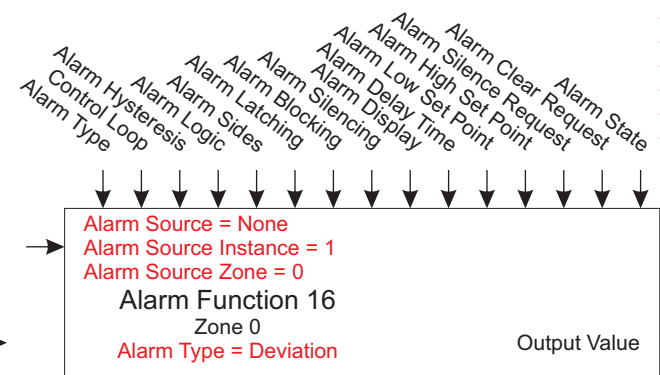 Alarm Type
Control Loop
Alarm Hysteresis
Alarm Logic
Alarm Sides
Alarm Latching
Alarm Blocking
Alarm Silencing
Alarm Display
Alarm Delay Time
Alarm Low Set Point
Alarm High Set Point
Alarm Silence Request
Alarm Clear Request
Alarm State
Alarm Source = None
Alarm Source Instance = 1
Alarm Source Zone = 0
Alarm Function 16
Zone 0
Alarm Type = Deviation
Output Value